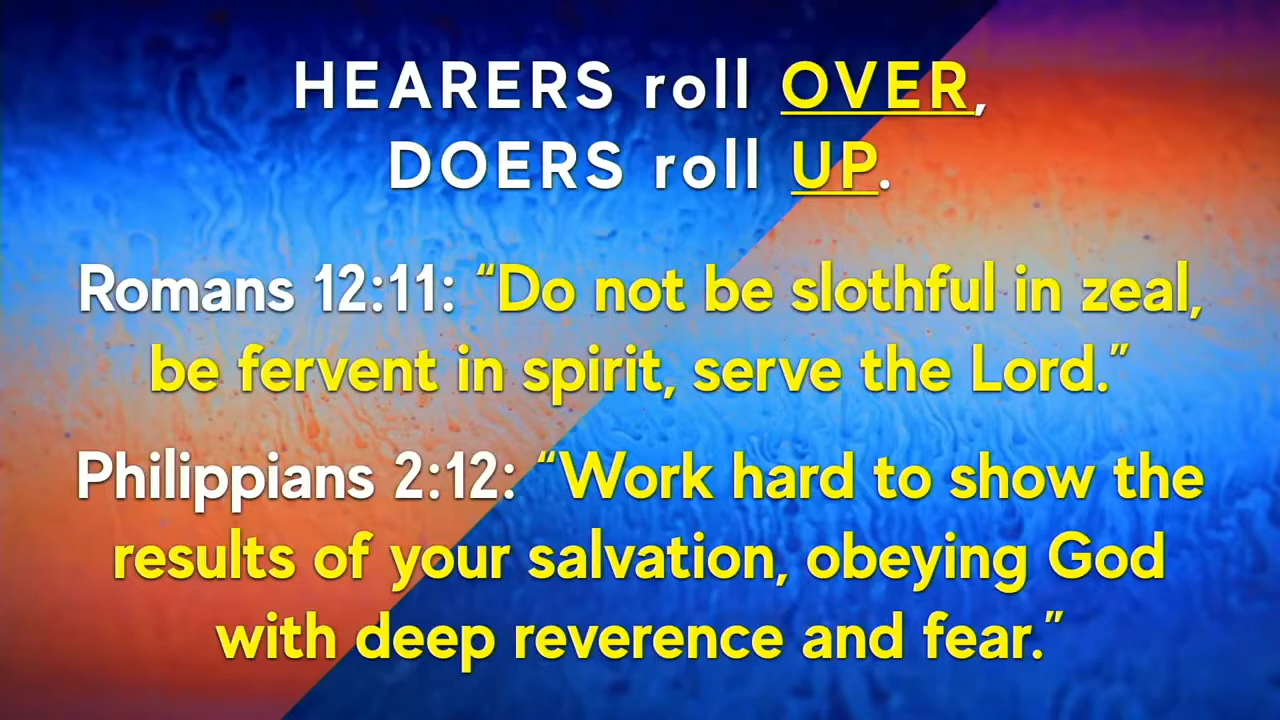 HEARERS roll OVER,
DOERS roll UP.
Romans 12:11: “Do not be slothful in zeal,
be fervent in spirit, serve the Lord.”
Philippians 2:12: “Work hard to show the
results of your salvation, obeying God
with deep reverence and fear.”